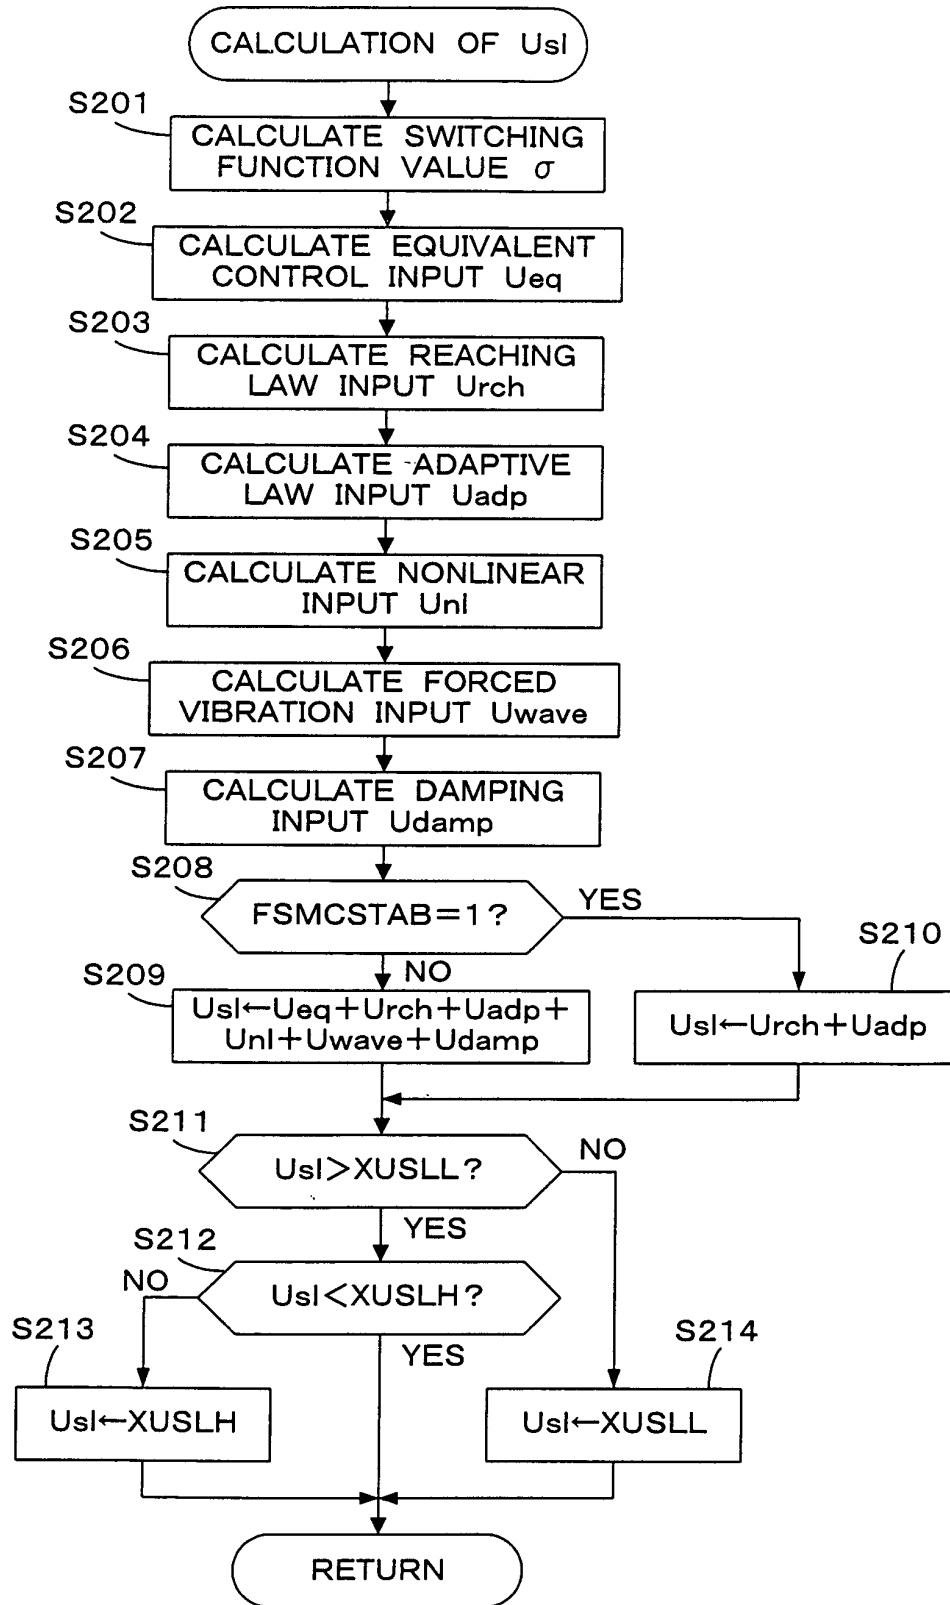 CALCULATION OF Usl
S201
CALCULATE SWITCHING
FUNCTION VALUE σ
S202
CALCULATE EQUIVALENT
CONTROL INPUT Ueq
S203
CALCULATE REACHING
LAW INPUT Urch
S204
CALCULATE ADAPTIVE
LAW INPUT Uadp
S205
CALCULATE NONLINEAR
INPUT Unl
S206
CALCULATE FORCED
VIBRATION INPUT Uwave
S207
CALCULATE DAMPING
INPUT Udamp
S208
FSMCSTAB=1?
YES
NO
S209
Usl←Ueq+Urch+Uadp+
Unl+Uwave+Udamp
S210
Usl←Urch+Uadp
S211
Usl>XUSLL?
NO
YES
S212
Usl<XUSLH?
NO
YES
S213
Usl←XUSLH
S214
Usl←XUSLL
RETURN